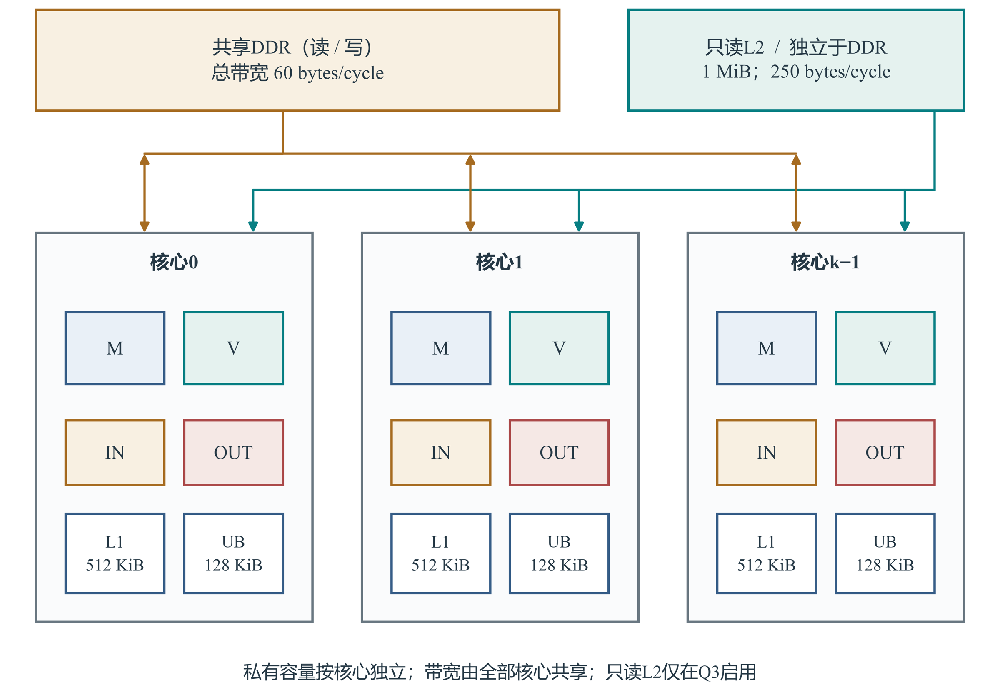 共享DDR（读 / 写）
总带宽 60 bytes/cycle
只读L2 / 独立于DDR
1 MiB；250 bytes/cycle
核心0
M
V
IN
OUT
L1
512 KiB
UB
128 KiB
核心1
M
V
IN
OUT
L1
512 KiB
UB
128 KiB
核心k−1
M
V
IN
OUT
L1
512 KiB
UB
128 KiB
私有容量按核心独立；带宽由全部核心共享；只读L2仅在Q3启用